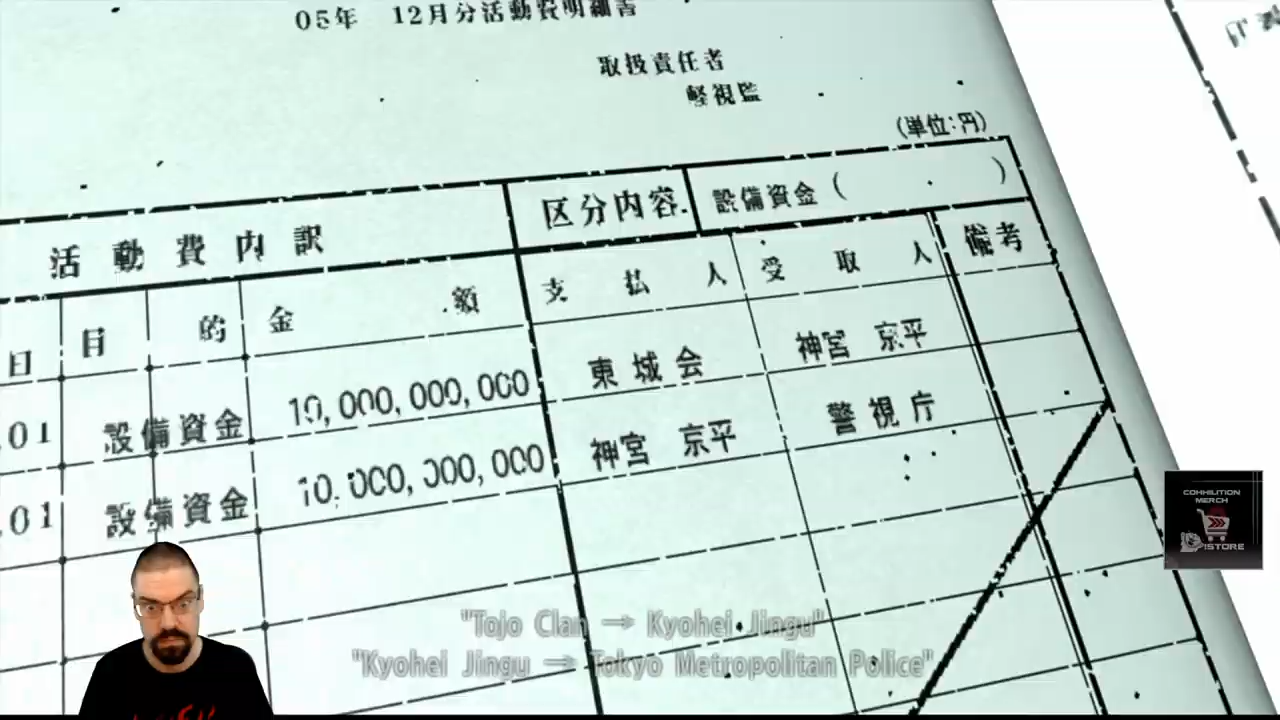 05年 12月分活動費明細書
取扱責任者
軽視監
(単位:円)
活動費内訳 区分内容 設備資金( )
日 目的 金額 支払人 受取人 備考
.01 設備資金 10,000,000,000 東城会 神宮 京平
.01 設備資金 10,000,000,000 神宮 京平 警視庁
"Tojo Clan → Kyohei Jingu"
"Kyohei Jingu → Tokyo Metropolitan Police"
COHHILITION
MERCH